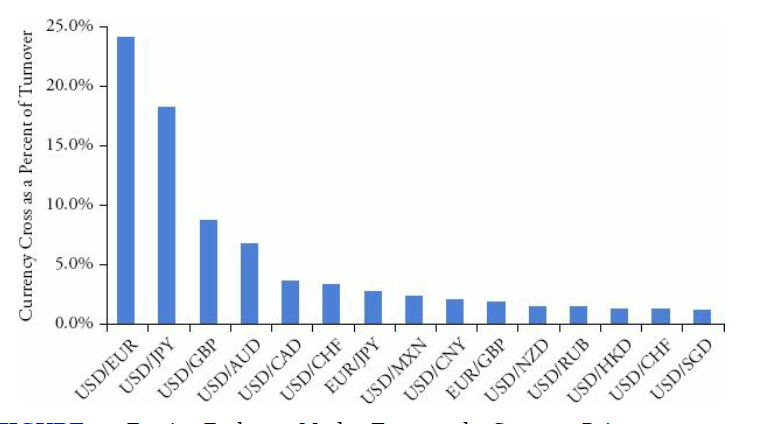 25.0%
20.0%
15.0%
10.0%
5.0%
0.0%
Currency Cross as a Percent of Turnover
USD/EUR
USD/JPY
USD/GBP
USD/AUD
USD/CAD
USD/CHF
EUR/JPY
USD/MXN
USD/CNY
EUR/GBP
USD/NZD
USD/RUB
USD/HKD
USD/CHF
USD/SGD